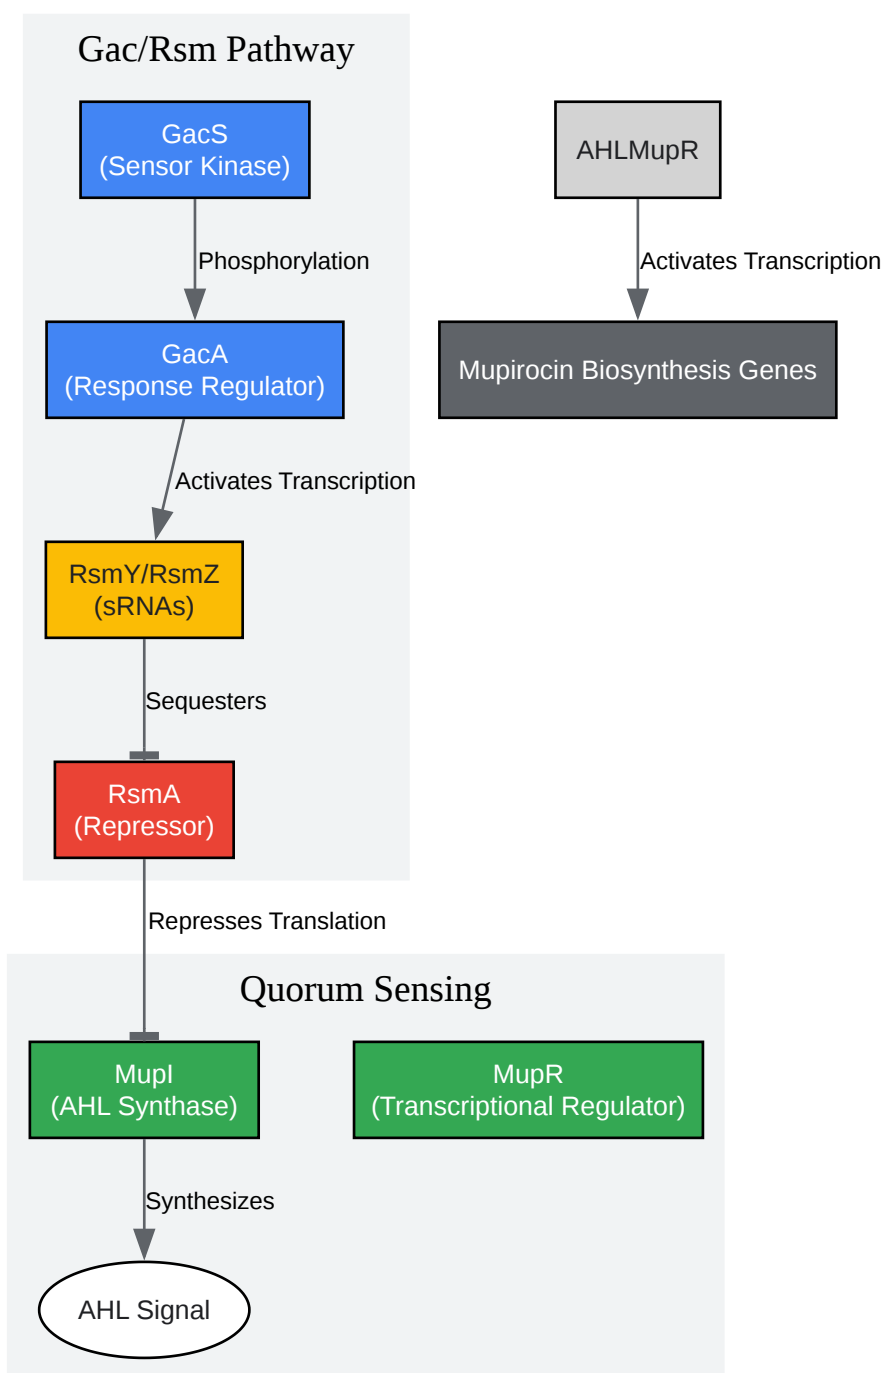 Gac/Rsm Pathway
GacS
(Sensor Kinase)
AHLMupR
Phosphorylation
Activates Transcription
GacA
(Response Regulator)
Mupirocin Biosynthesis Genes
Activates Transcription
RsmY/RsmZ
(sRNAs)
Sequesters
RsmA
(Repressor)
Represses Translation
Quorum Sensing
MupI
(AHL Synthase)
MupR
(Transcriptional Regulator)
Synthesizes
AHL Signal